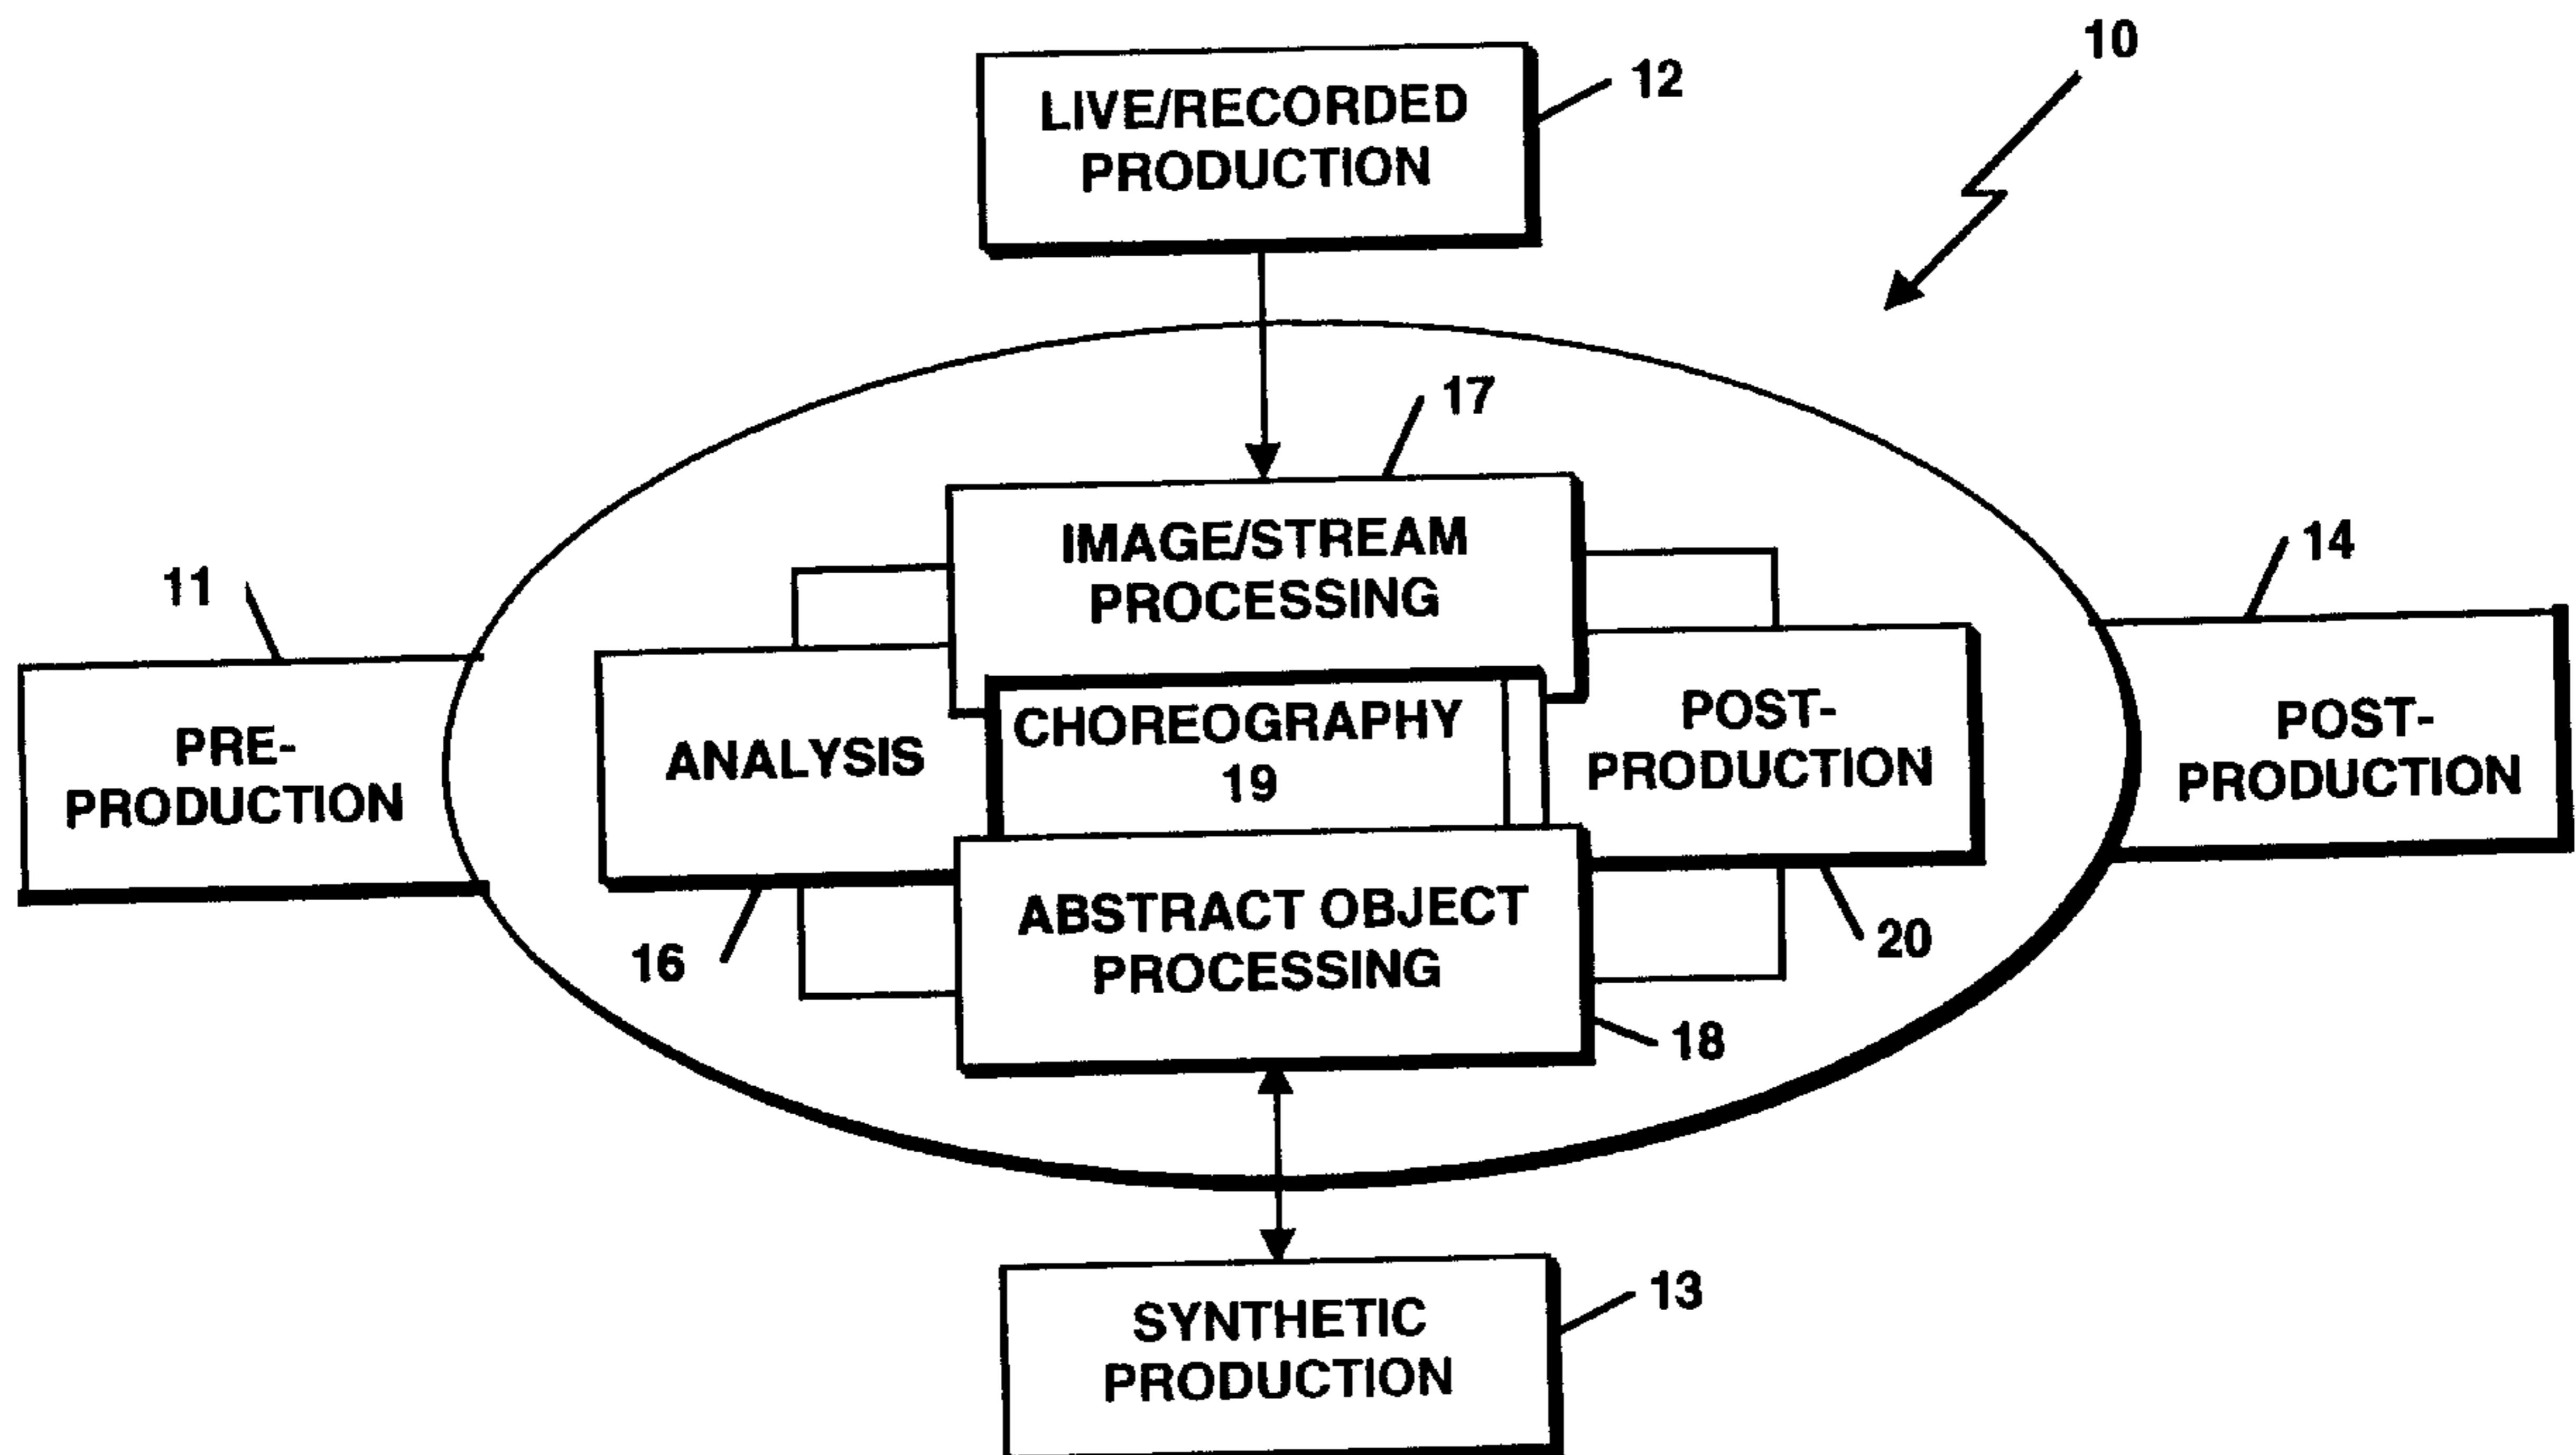 10
LIVE/RECORDED
PRODUCTION
12
17
IMAGE/STREAM
PROCESSING
11
PRE-
PRODUCTION
ANALYSIS
16
CHOREOGRAPHY
19
POST-
PRODUCTION
20
14
POST-
PRODUCTION
ABSTRACT OBJECT
PROCESSING
18
SYNTHETIC
PRODUCTION
13